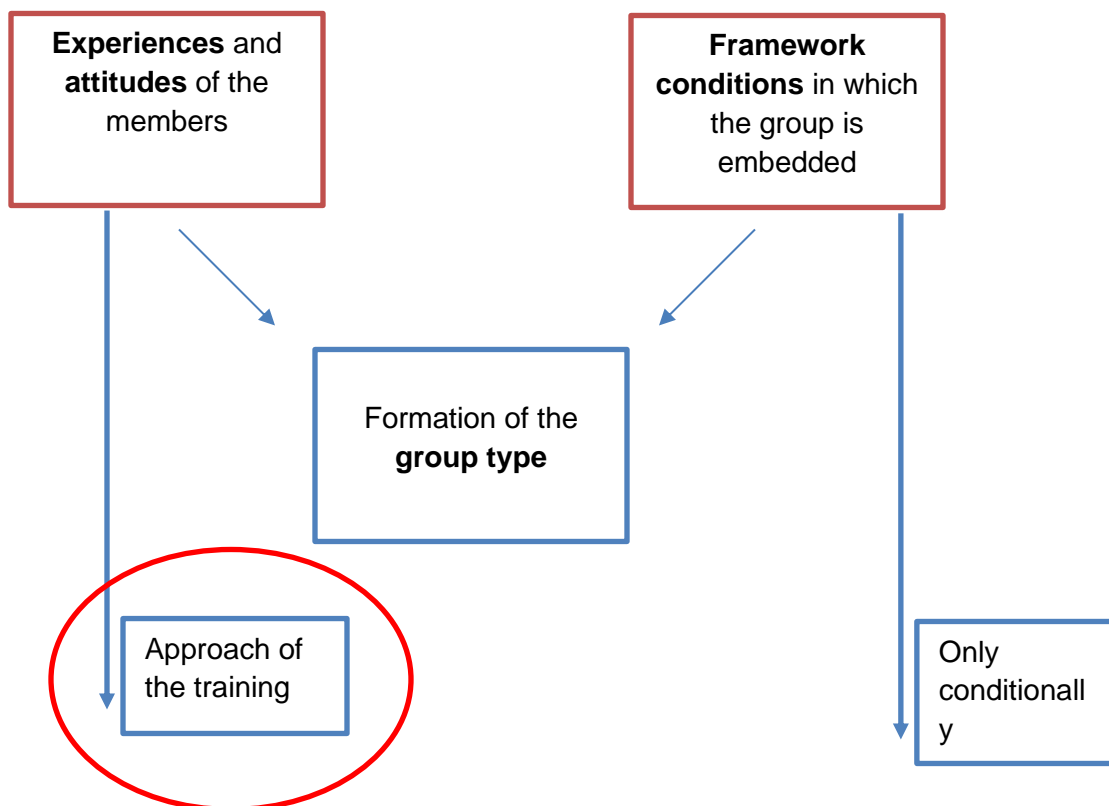 Experiences and
attitudes of the
members
Framework
conditions in which
the group is
embedded
Formation of the
group type
Approach of
the training
Only
conditionall
y